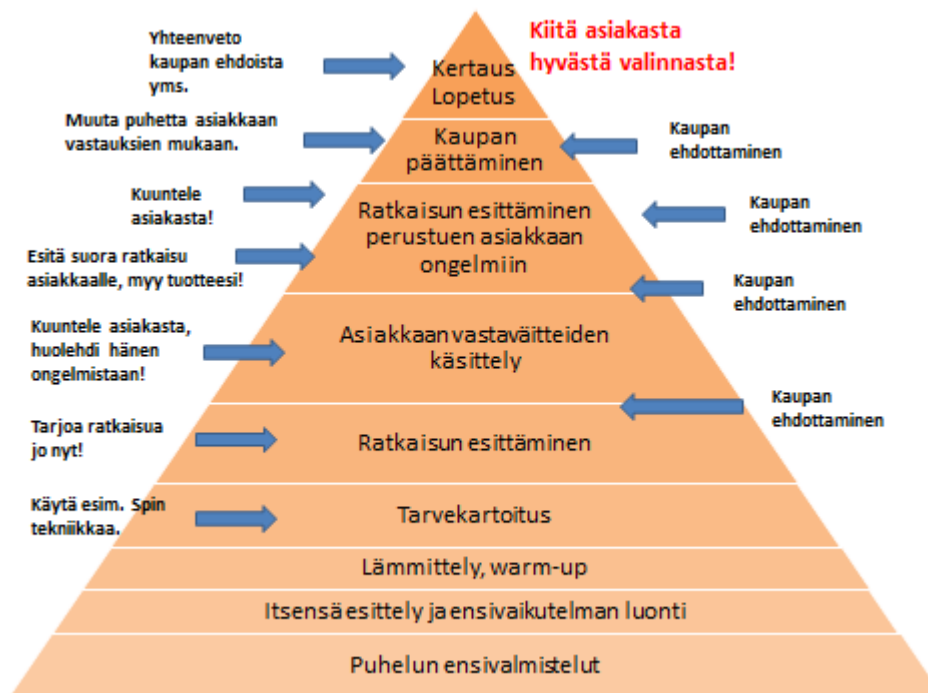 Kiitä asiakasta
hyvästä valinnasta!
Yhteenveto
kaupan ehdoista
yms.
Kertaus
Lopetus
Muuta puhetta asiakkaan
vastauksien mukaan.
Kaupan
päättäminen
Kaupan
ehdottaminen
Kuuntele
asiakasta!
Ratkaisun esittäminen
perustuen asiakkaan
ongelmiin
Kaupan
ehdottaminen
Esitä suora ratkaisu
asiakkaalle, myy tuotteesi!
Kaupan
ehdottaminen
Kuuntele asiakasta,
huolehdi hänen
ongelmistaan!
Asiakkaan vastaväitteiden
käsittely
Kaupan
ehdottaminen
Tarjoa ratkaisua
jo nyt!
Ratkaisun esittäminen
Käytä esim. Spin
tekniikkaa.
Tarvekartoitus
Lämmittely, warm-up
Itsensä esittely ja ensivaikutelman luonti
Puhelun ensivalmistelut